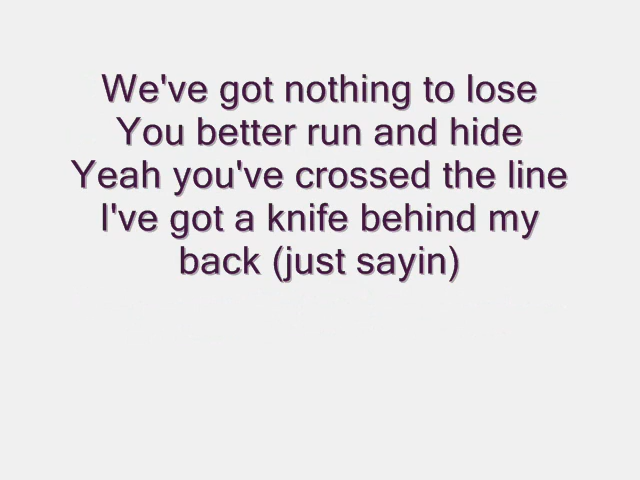 We've got nothing to lose
You better run and hide
Yeah you've crossed the line
I've got a knife behind my
back (just sayin)